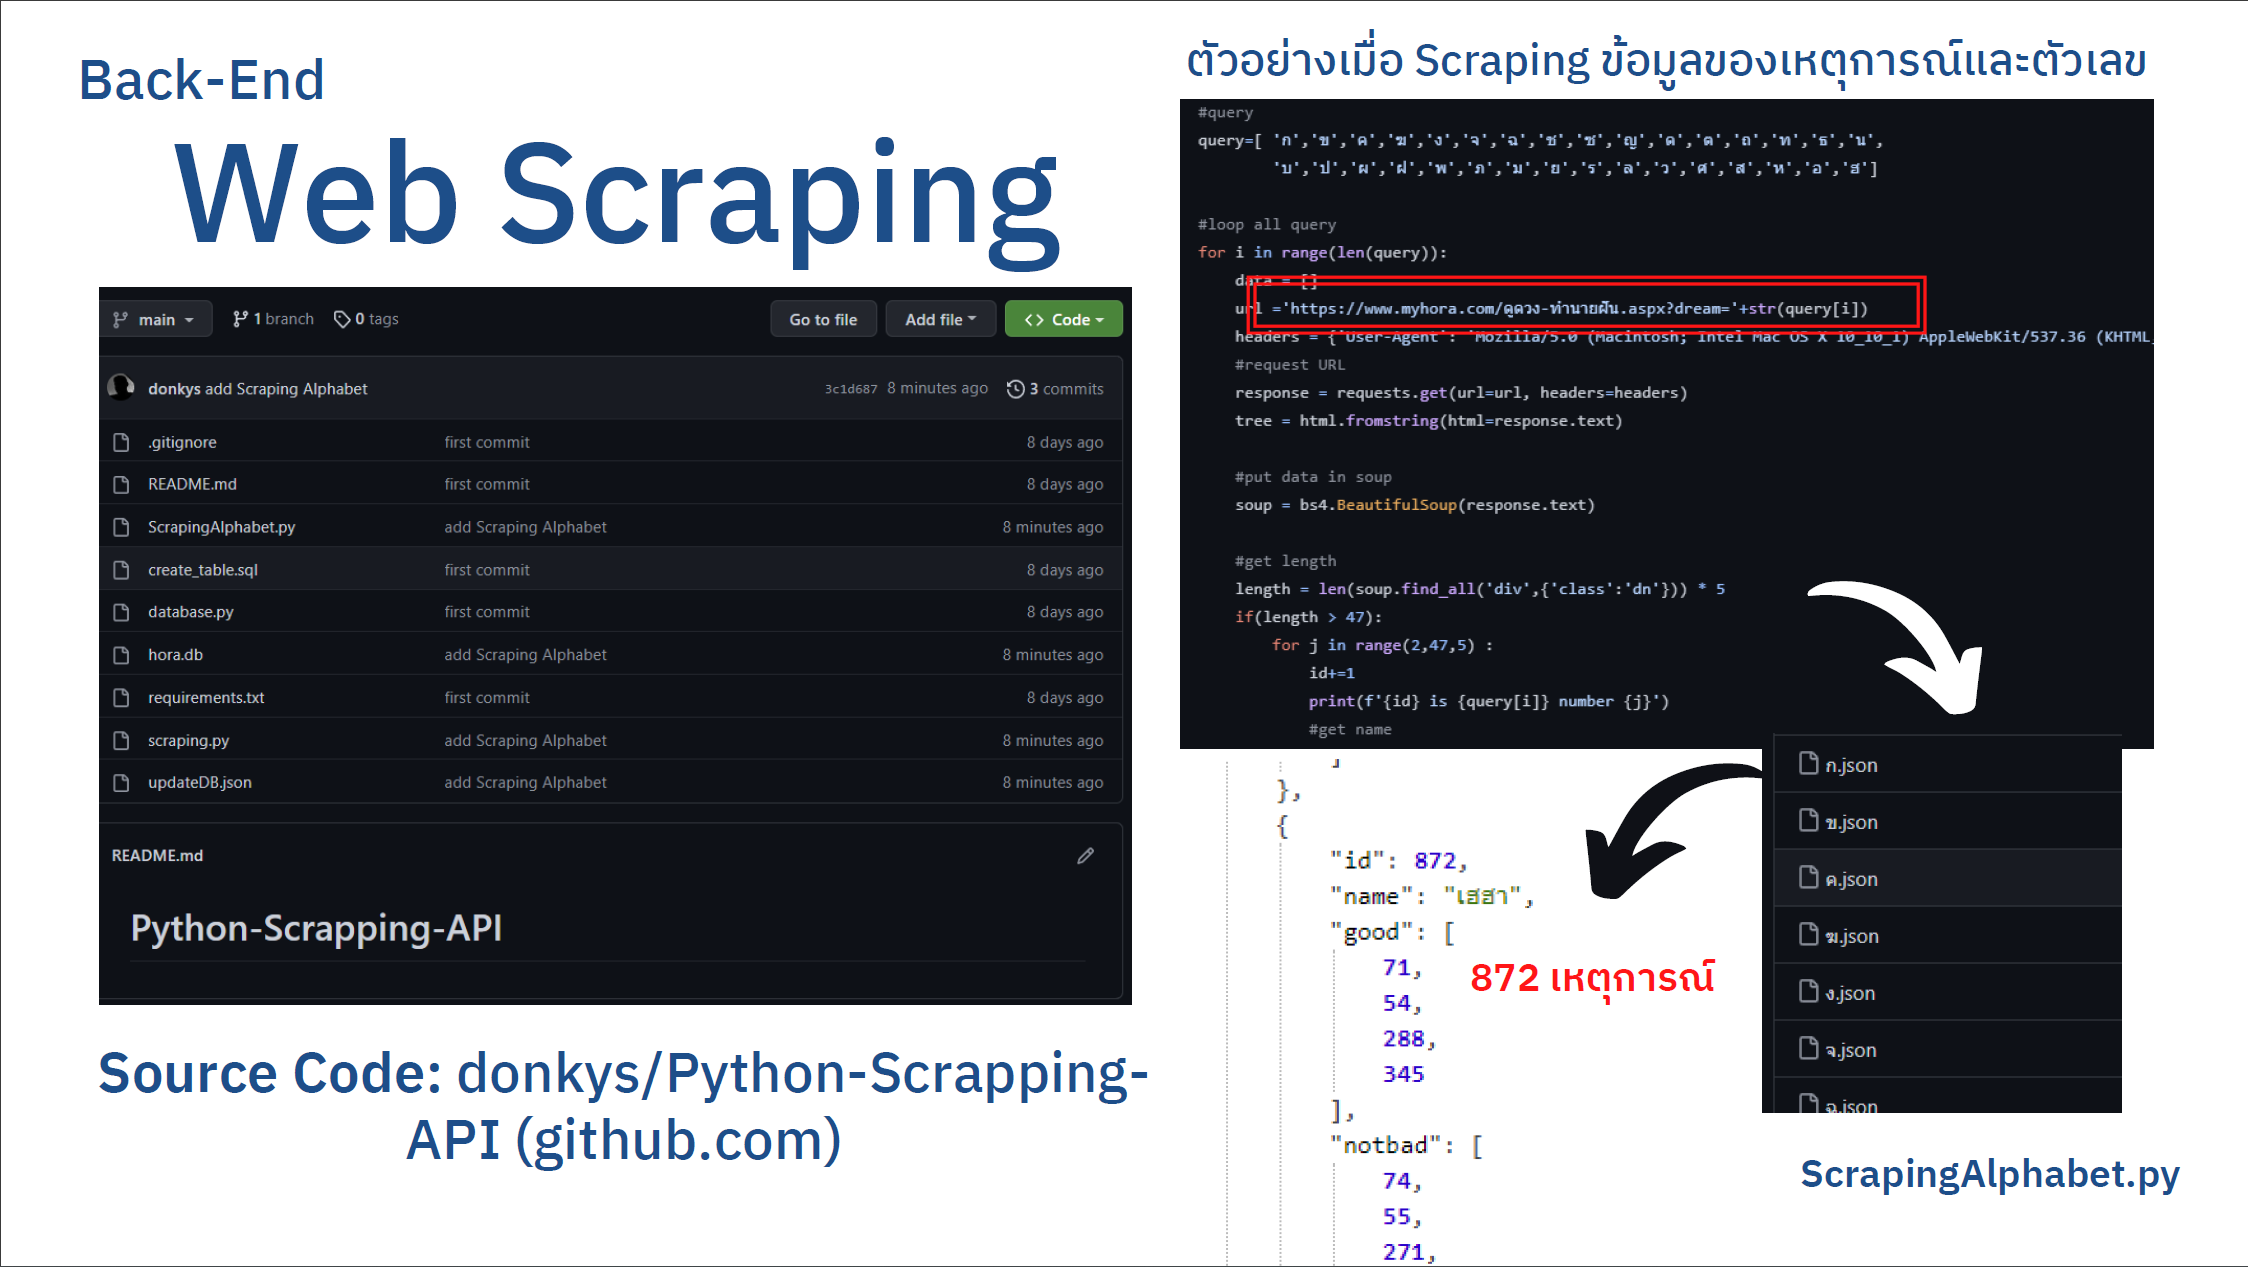 Back-End
Web Scraping
main
1 branch
0 tags
Go to file
Add file
Code
donkys add Scraping Alphabet
3c1d687 8 minutes ago
3 commits
.gitignore first commit 8 days ago
README.md first commit 8 days ago
ScrapingAlphabet.py add Scraping Alphabet 8 minutes ago
create_table.sql first commit 8 days ago
database.py first commit 8 days ago
hora.db add Scraping Alphabet 8 minutes ago
requirements.txt first commit 8 days ago
scraping.py add Scraping Alphabet 8 minutes ago
updateDB.json add Scraping Alphabet 8 minutes ago
README.md
Python-Scrapping-API
Source Code: donkys/Python-Scrapping-
API (github.com)
ตัวอย่างเมื่อ Scraping ข้อมูลของเหตุการณ์และตัวเลข
#query
query=[ 'ก','ข','ค','ฆ','ง','จ','ฉ','ช','ซ','ญ','ด','ต','ถ','ท','ธ','น',
'บ','ป','ผ','ฝ','พ','ภ','ม','ย','ร','ล','ว','ศ','ส','ห','อ','ฮ']
#loop all query
for i in range(len(query)):
data = []
url ='https://www.myhora.com/ดูดวง-ทำนายฝัน.aspx?dream='+str(query[i])
headers = {'User-Agent': 'Mozilla/5.0 (Macintosh; Intel Mac OS X 10_10_1) AppleWebKit/537.36 (KHTML,
#request URL
response = requests.get(url=url, headers=headers)
tree = html.fromstring(html=response.text)
#put data in soup
soup = bs4.BeautifulSoup(response.text)
#get length
length = len(soup.find_all('div',{'class':'dn'})) * 5
if(length > 47):
for j in range(2,47,5) :
id+=1
print(f'{id} is {query[i]} number {j}')
#get name
]
},
{
"id": 872,
"name": "เฮฮา",
"good": [
71,
54,
288,
345
],
"notbad": [
74,
55,
271,
872 เหตุการณ์
ก.json
ข.json
ค.json
ฆ.json
ง.json
จ.json
ฉ.json
ScrapingAlphabet.py